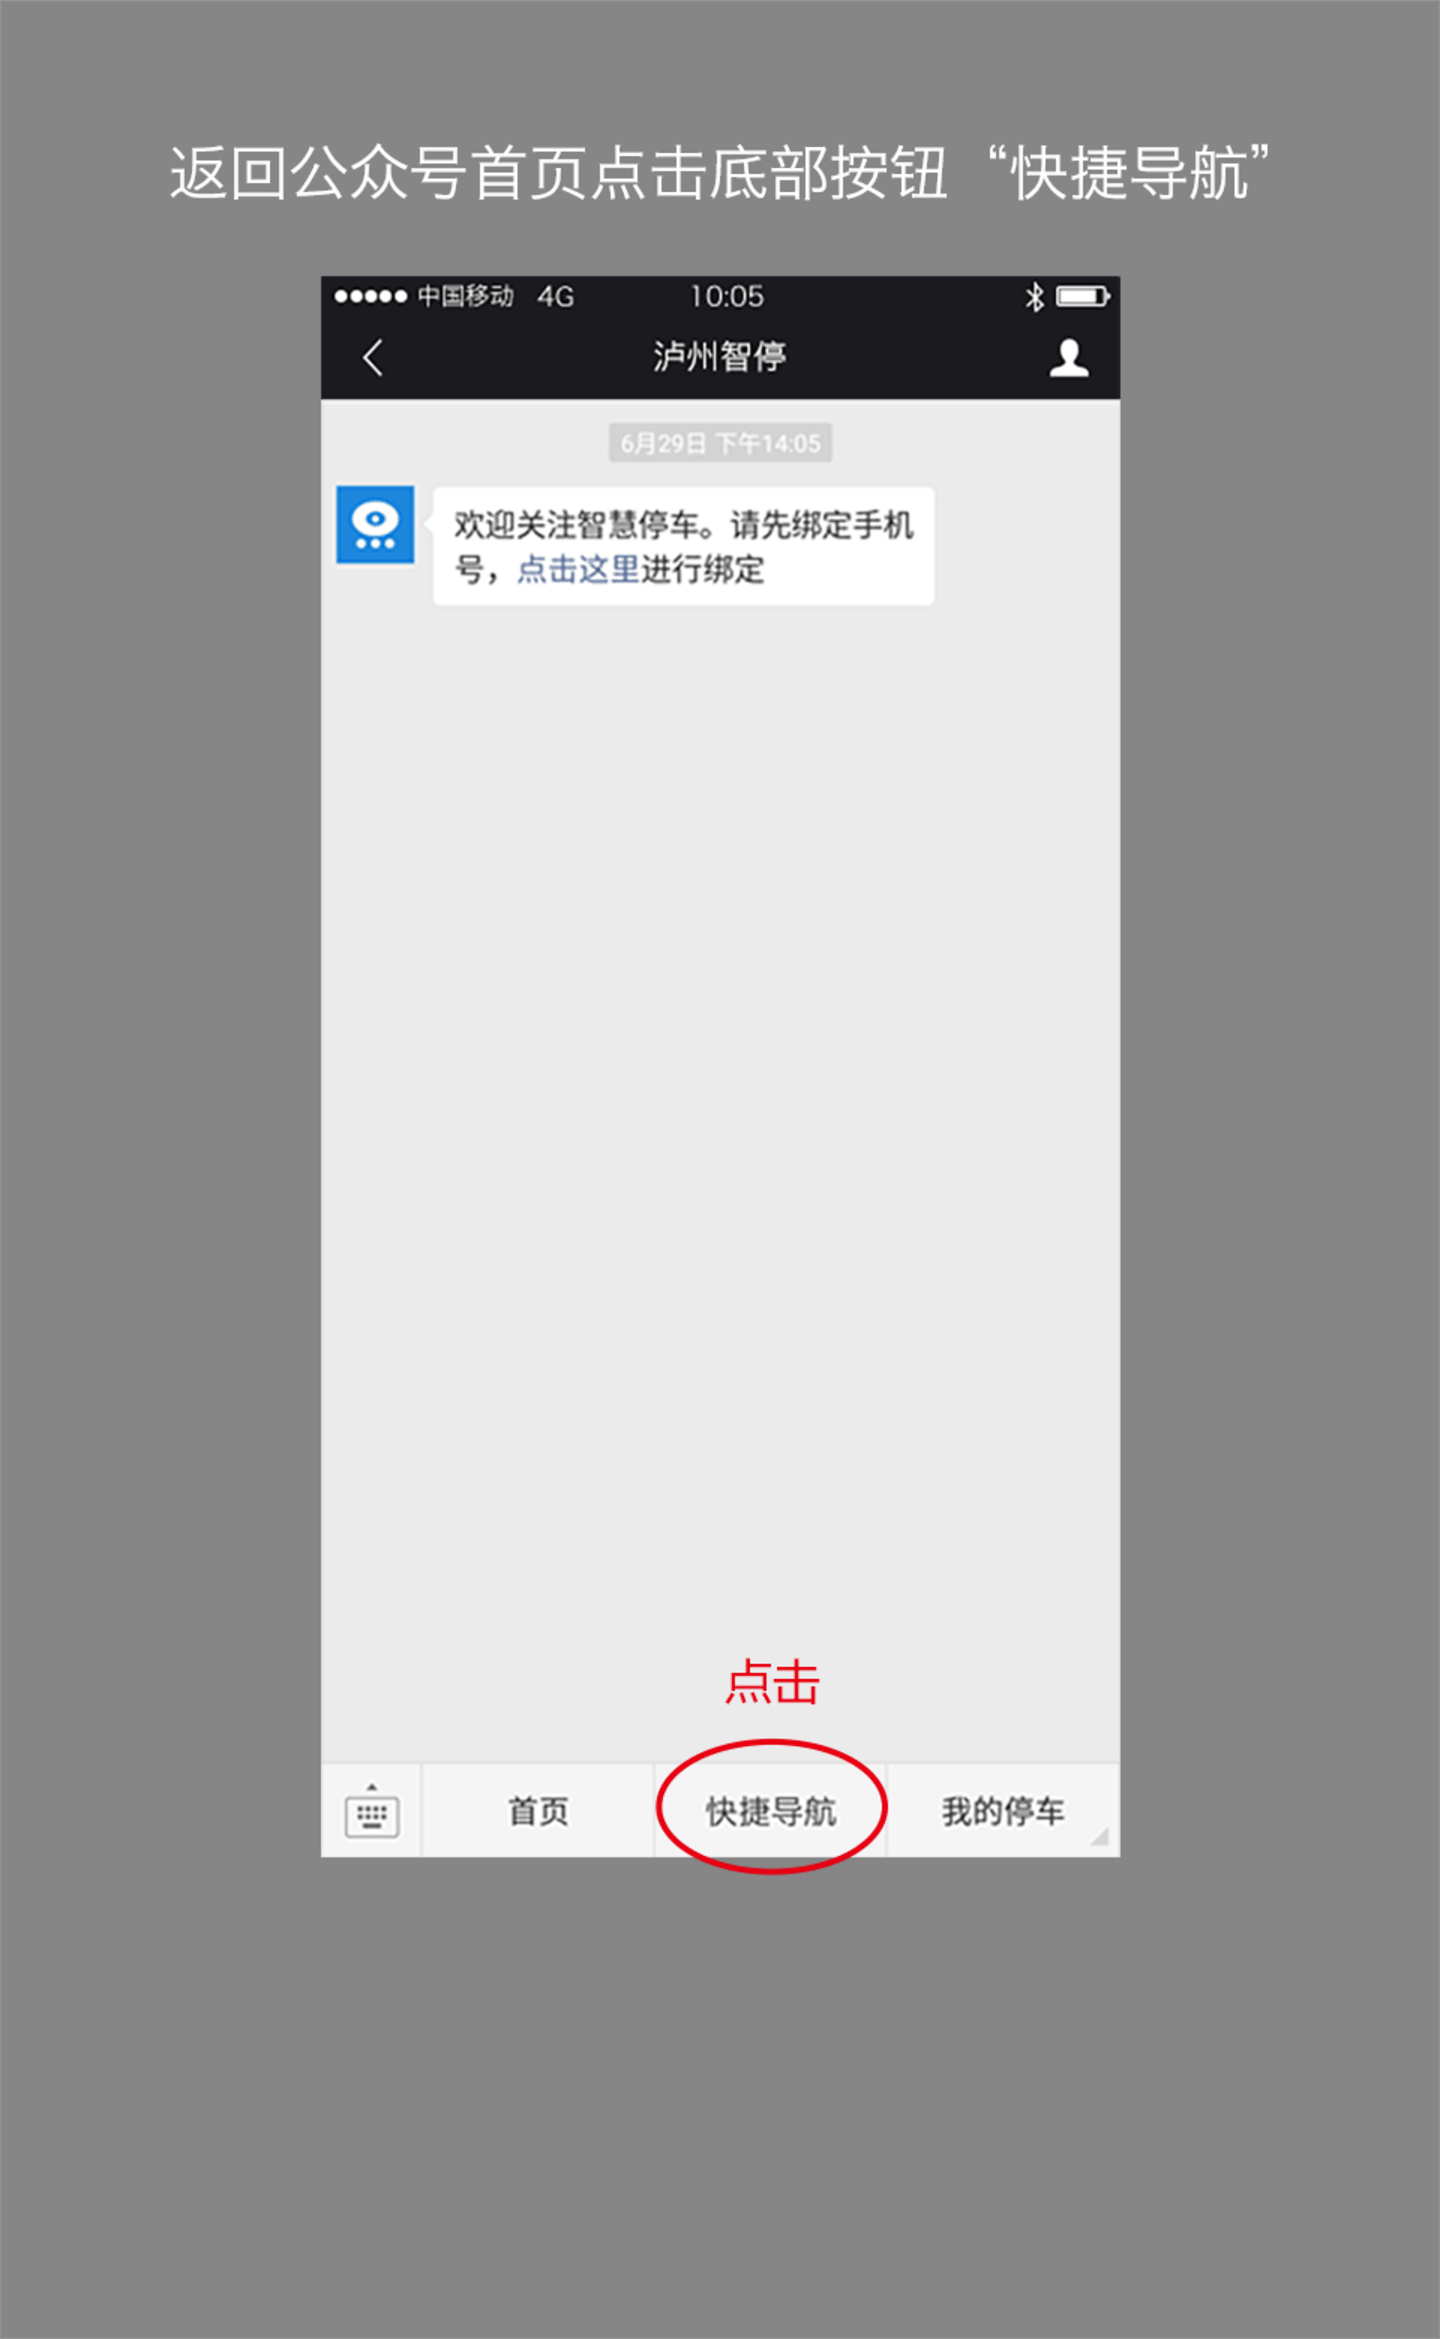 返回公众号首页点击底部按钮“快捷导航”
中国移动 4G 10:05
泸州智停
6月29日 下午14:05
欢迎关注智慧停车。请先绑定手机
号，点击这里进行绑定
点击
首页 快捷导航 我的停车